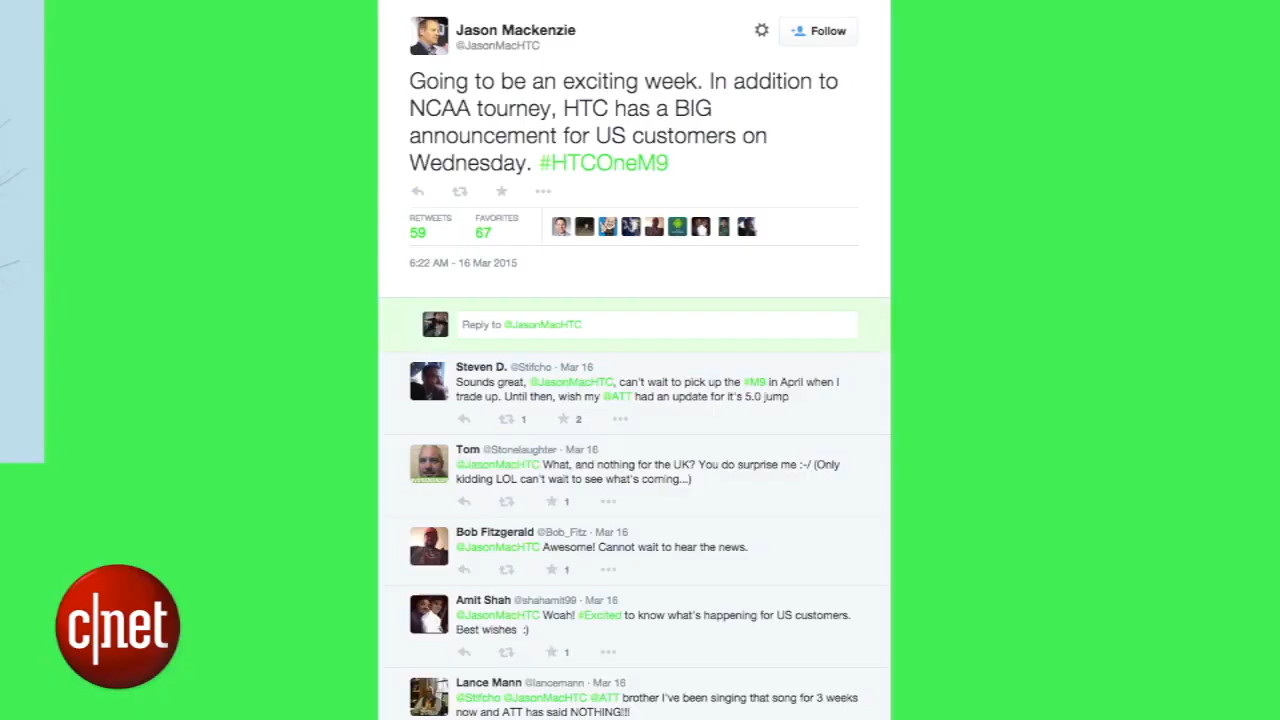 Jason Mackenzie
@JasonMacHTC
Follow
Going to be an exciting week. In addition to
NCAA tourney, HTC has a BIG
announcement for US customers on
Wednesday. #HTCOneM9
RETWEETS FAVORITES
59 67
6:22 AM - 16 Mar 2015
Reply to @JasonMacHTC
Steven D. @Stifcho · Mar 16
Sounds great, @JasonMacHTC, can't wait to pick up the #M9 in April when I
trade up. Until then, wish my @ATT had an update for it's 5.0 jump
1 2
Tom @Stonelaughter · Mar 16
@JasonMacHTC What, and nothing for the UK? You do surprise me :-/ (Only
kidding LOL can't wait to see what's coming...)
1
Bob Fitzgerald @Bob_Fitz · Mar 16
@JasonMacHTC Awesome! Cannot wait to hear the news.
1
Amit Shah @shahamit99 · Mar 16
@JasonMacHTC Woah! #Excited to know what's happening for US customers.
Best wishes :)
1
Lance Mann @lancemann · Mar 16
@Stifcho @JasonMacHTC @ATT brother I've been singing that song for 3 weeks
now and ATT has said NOTHING!!!
c|net